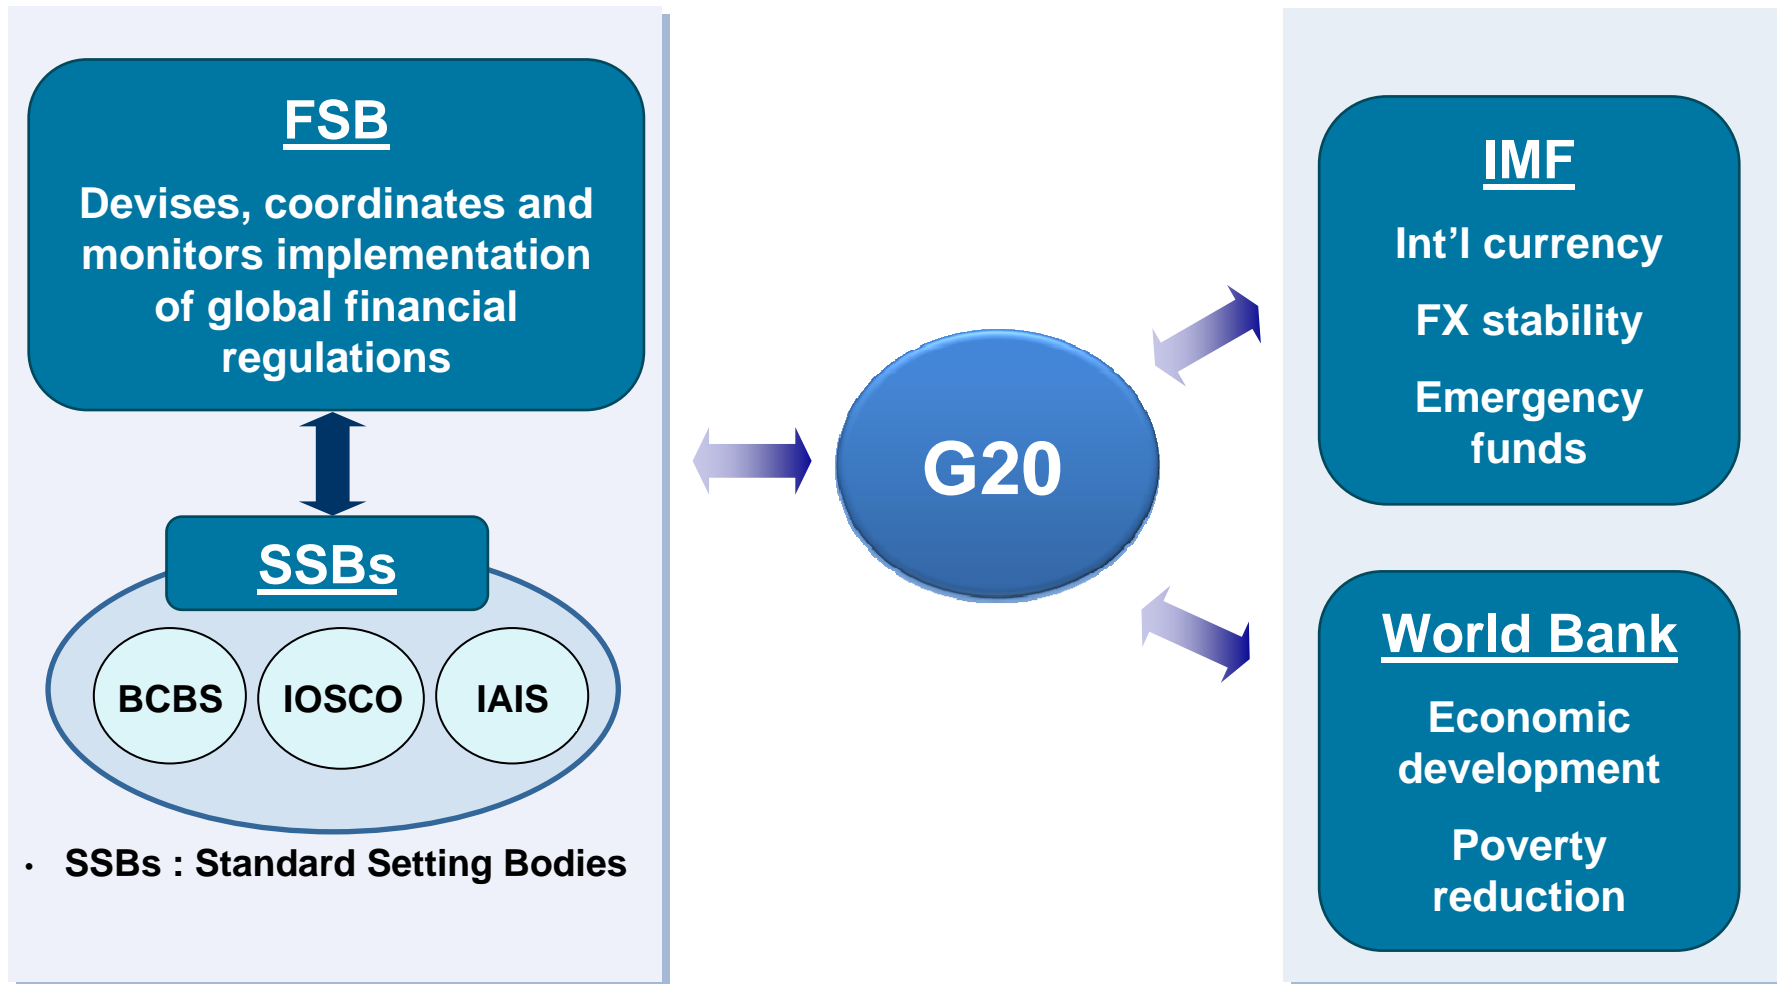 FSB
Devises, coordinates and
monitors implementation
of global financial
regulations
SSBs
BCBS
IOSCO
IAIS
· SSBs : Standard Setting Bodies
G20
IMF
Int’l currency
FX stability
Emergency
funds
World Bank
Economic
development
Poverty
reduction